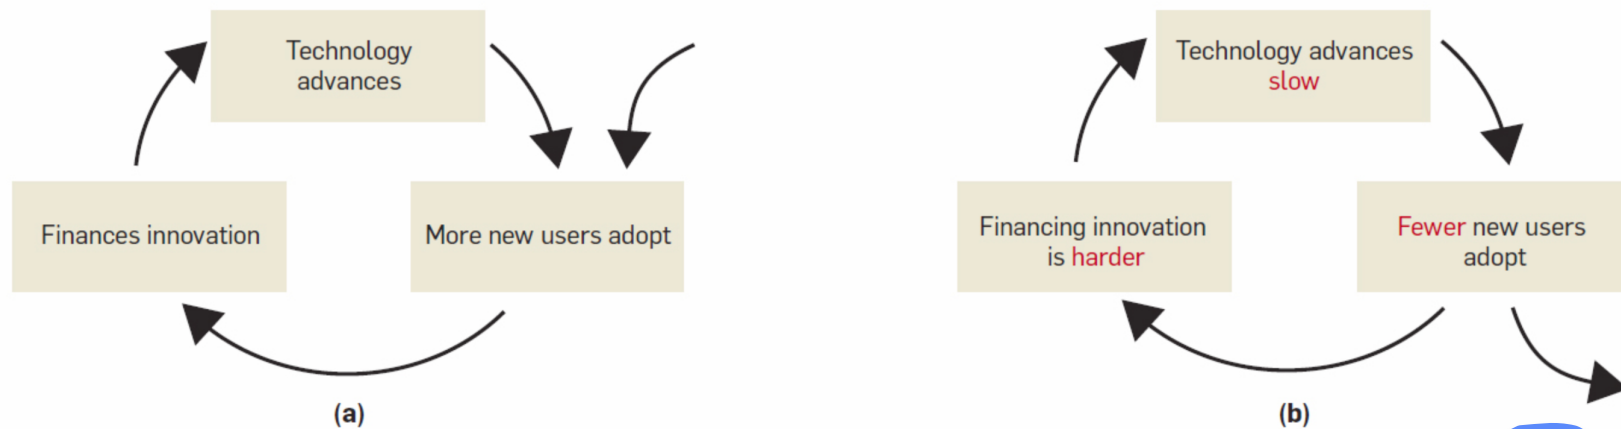 Technology
advances
Finances innovation
More new users adopt
(a)
Technology advances
slow
Financing innovation
is harder
Fewer new users
adopt
(b)